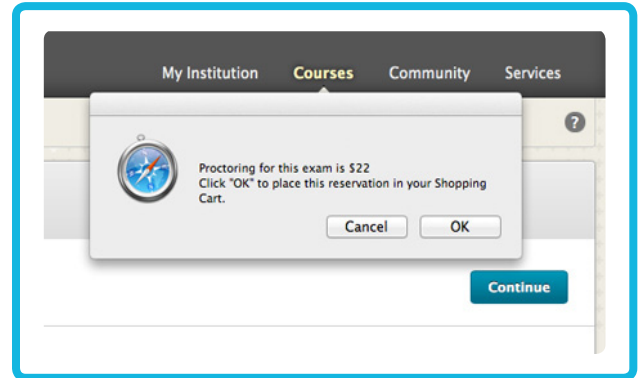 My Institution Courses Community Services
?
Proctoring for this exam is $22
Click "OK" to place this reservation in your Shopping
Cart.
Cancel OK
Continue